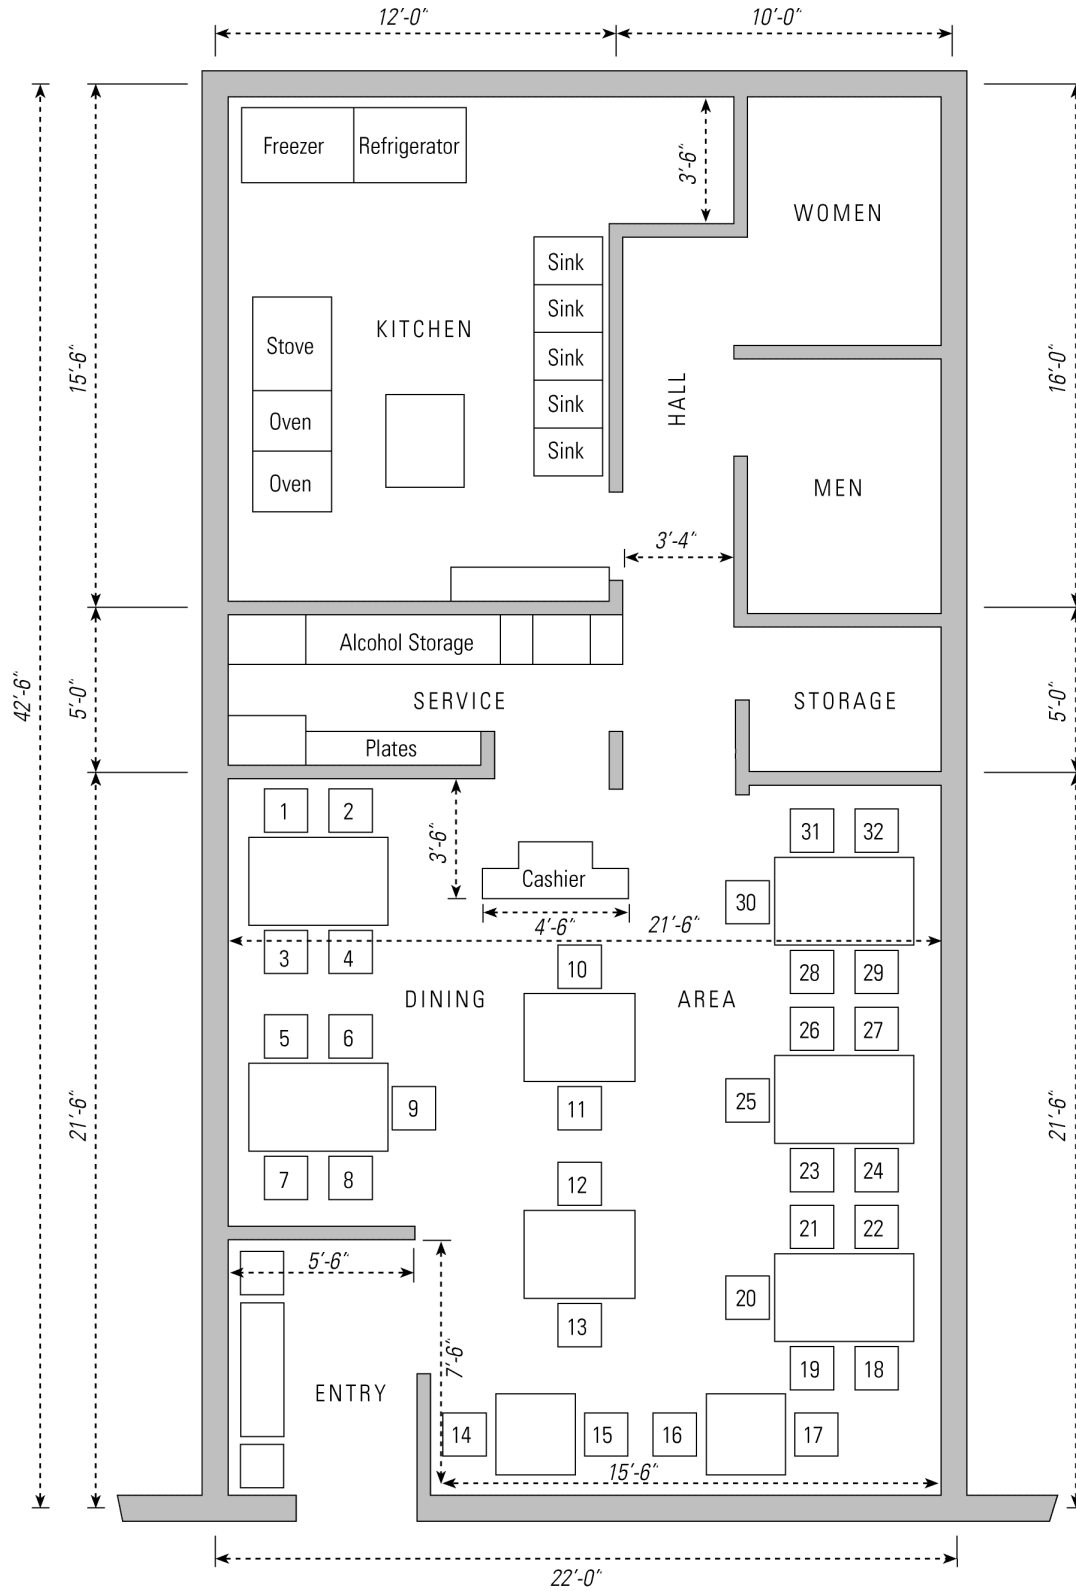 12'-0" 10'-0"
Freezer Refrigerator
3'-6"
WOMEN
Sink
Sink
KITCHEN
Stove
Sink
15'-6"
16'-0"
HALL
Sink
Oven
Sink
Oven
MEN
3'-4"
Alcohol Storage
42'-6"
5'-0"
SERVICE
STORAGE
5'-0"
Plates
1 2
31 32
3'-6"
Cashier
30
4'-6" 21'-6"
3 4
10
28 29
DINING AREA
5 6
26 27
9
11
25
21'-6"
21'-6"
7 8
12
23 24
21 22
5'-6"
20
13
7'-6"
19 18
ENTRY
14 15 16 17
15'-6"
22'-0"